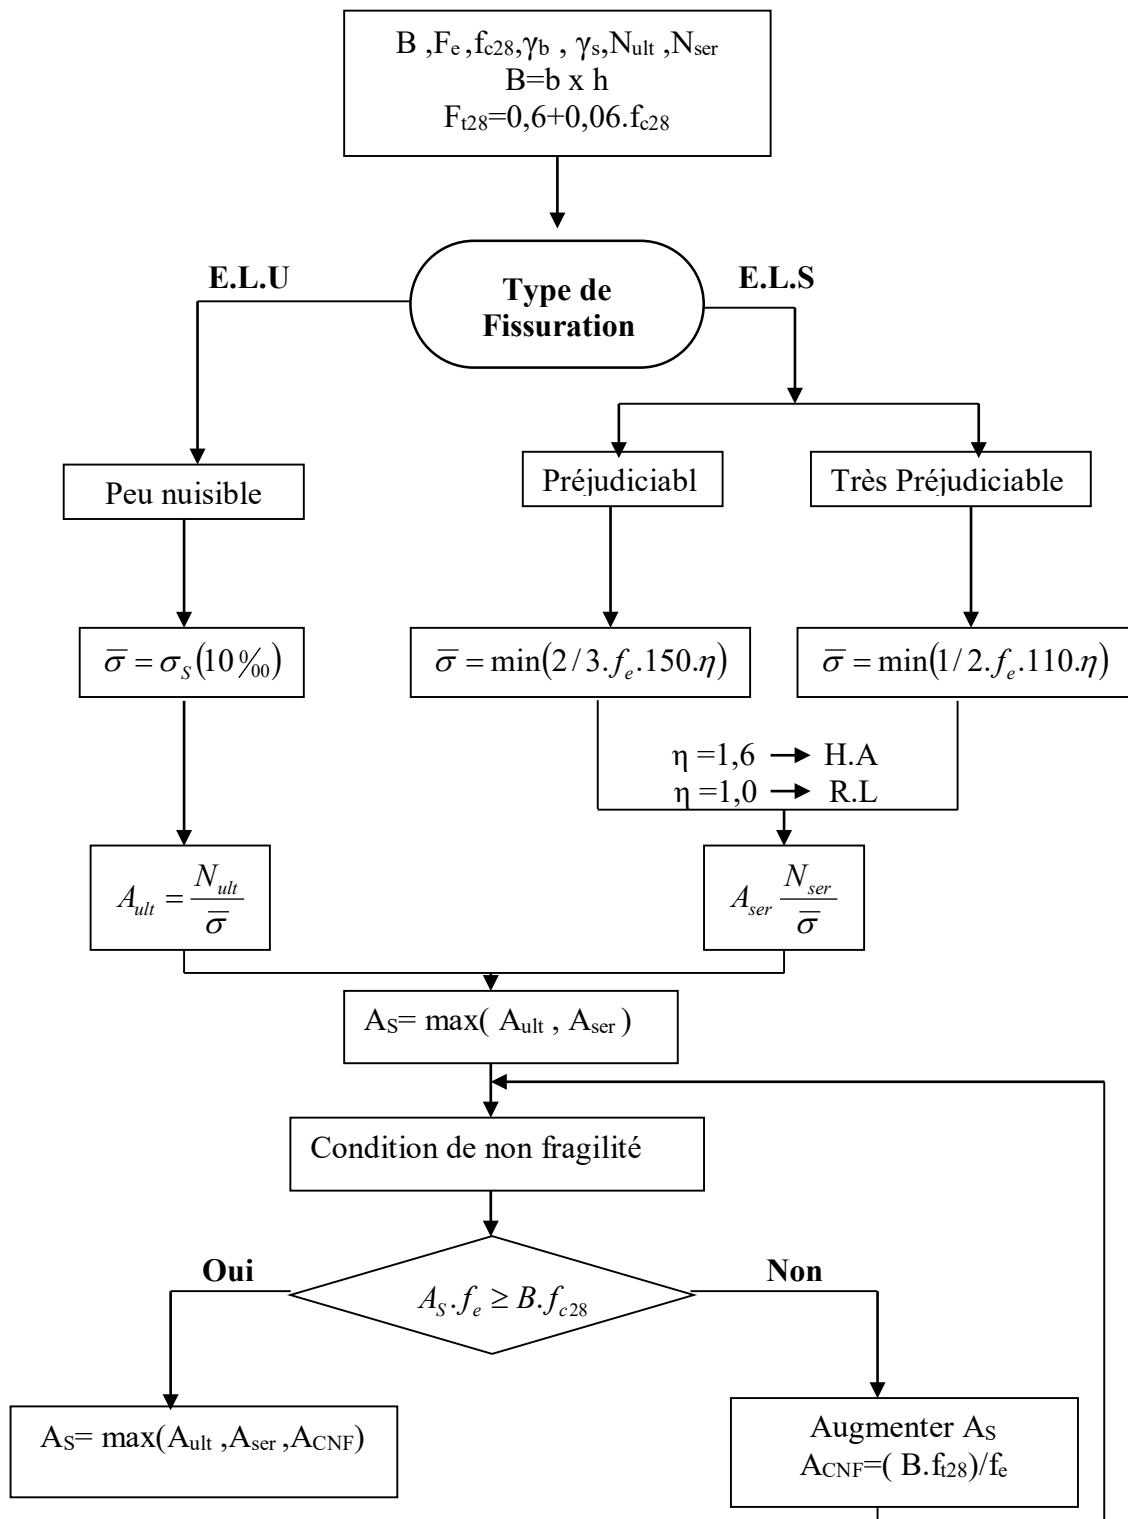 B ,Fe ,fc28,γb , γs,Nult ,Nser
B=b x h
Ft28=0,6+0,06.fc28
E.L.U
E.L.S
Type de
Fissuration
Peu nuisible
Préjudiciabl
Très Préjudiciable
σ̅ = σS(10‰)
σ̅ = min(2/3.fe.150.η)
σ̅ = min(1/2.fe.110.η)
η =1,6 → H.A
η =1,0 → R.L
Ault = Nult / σ̅
Aser Nser / σ̅
AS= max( Ault , Aser )
Condition de non fragilité
Oui
Non
AS.fe ≥ B.fc28
AS= max(Ault ,Aser ,ACNF)
Augmenter AS
ACNF=( B.ft28)/fe